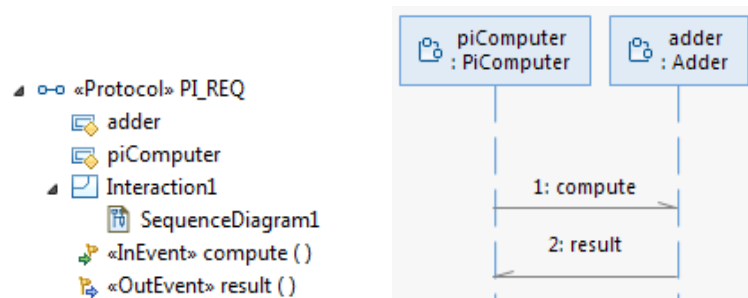 «Protocol» PI_REQ
adder
piComputer
Interaction1
SequenceDiagram1
«InEvent» compute ( )
«OutEvent» result ( )
piComputer
: PiComputer
adder
: Adder
1: compute
2: result